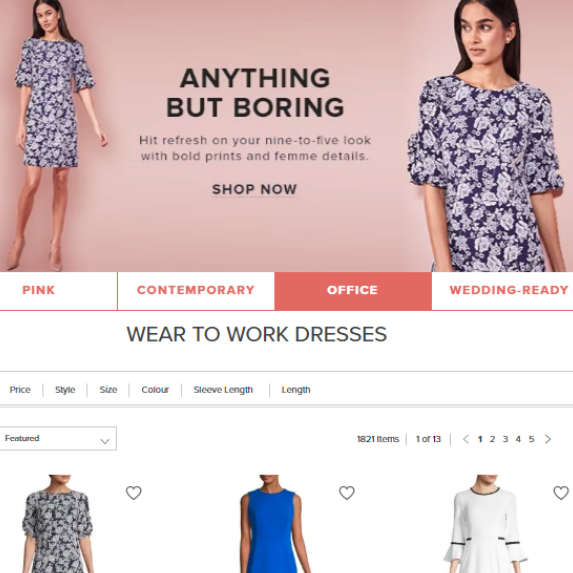 ANYTHING
BUT BORING
Hit refresh on your nine-to-five look
with bold prints and femme details.
SHOP NOW
PINK CONTEMPORARY OFFICE WEDDING-READY
WEAR TO WORK DRESSES
Price Style Size Colour Sleeve Length Length
Featured 1821 Items 1 of 13 < 1 2 3 4 5 >